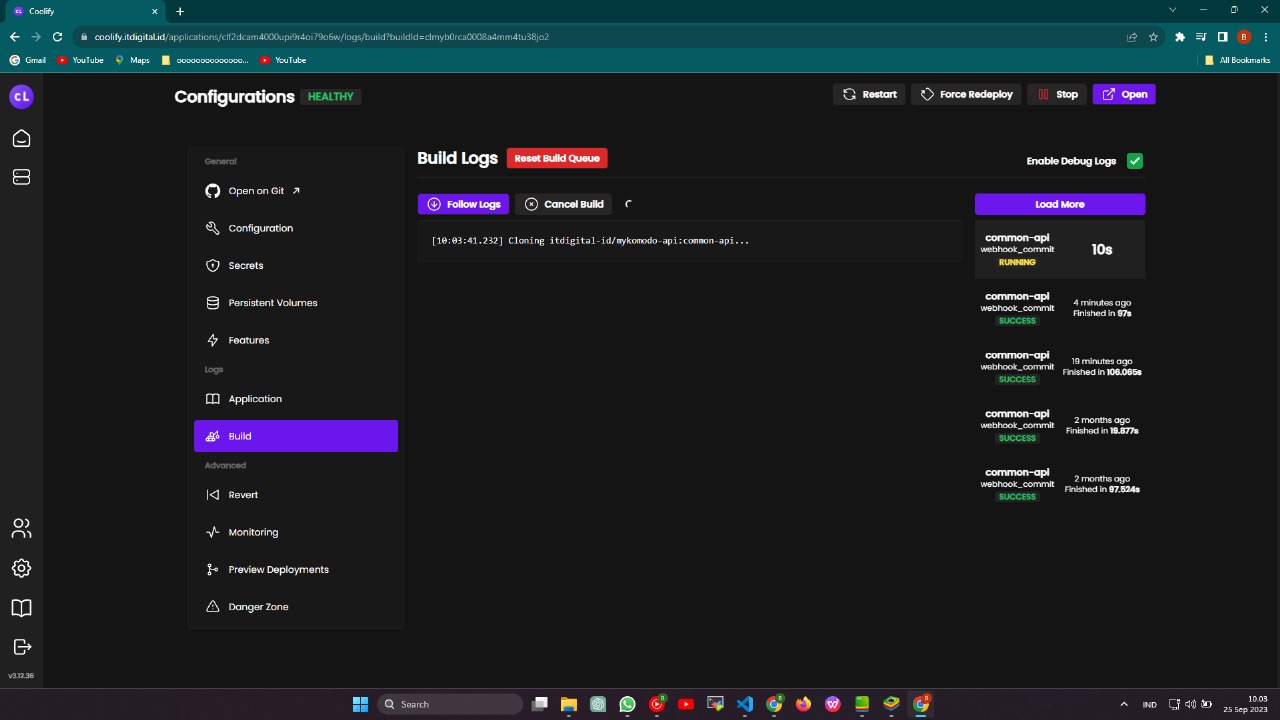 CL Coolify
coolify.itdigital.id/applications/clf2dcam4000upi9r4oi79o6w/logs/build?buildId=clmyb0rca0008a4mm4tu38jo2
B
Gmail YouTube Maps YouTube All Bookmarks
cL
Configurations HEALTHY Restart Force Redeploy Stop Open
General
Open on Git
Configuration
Secrets
Persistent Volumes
Features
Logs
Application
Build
Advanced
Revert
Monitoring
Preview Deployments
Danger Zone
Build Logs Reset Build Queue Enable Debug Logs
Follow Logs Cancel Build
[10:03:41.232] Cloning itdigital-id/mykomodo-api:common-api...
Load More
common-api
webhook_commit
RUNNING
10s
common-api
webhook_commit
SUCCESS
4 minutes ago
Finished in 97s
common-api
webhook_commit
SUCCESS
19 minutes ago
Finished in 106.065s
common-api
webhook_commit
SUCCESS
2 months ago
Finished in 19.877s
common-api
webhook_commit
SUCCESS
2 months ago
Finished in 97.524s
v3.12.36
Search
IND
10.03
25 Sep 2023